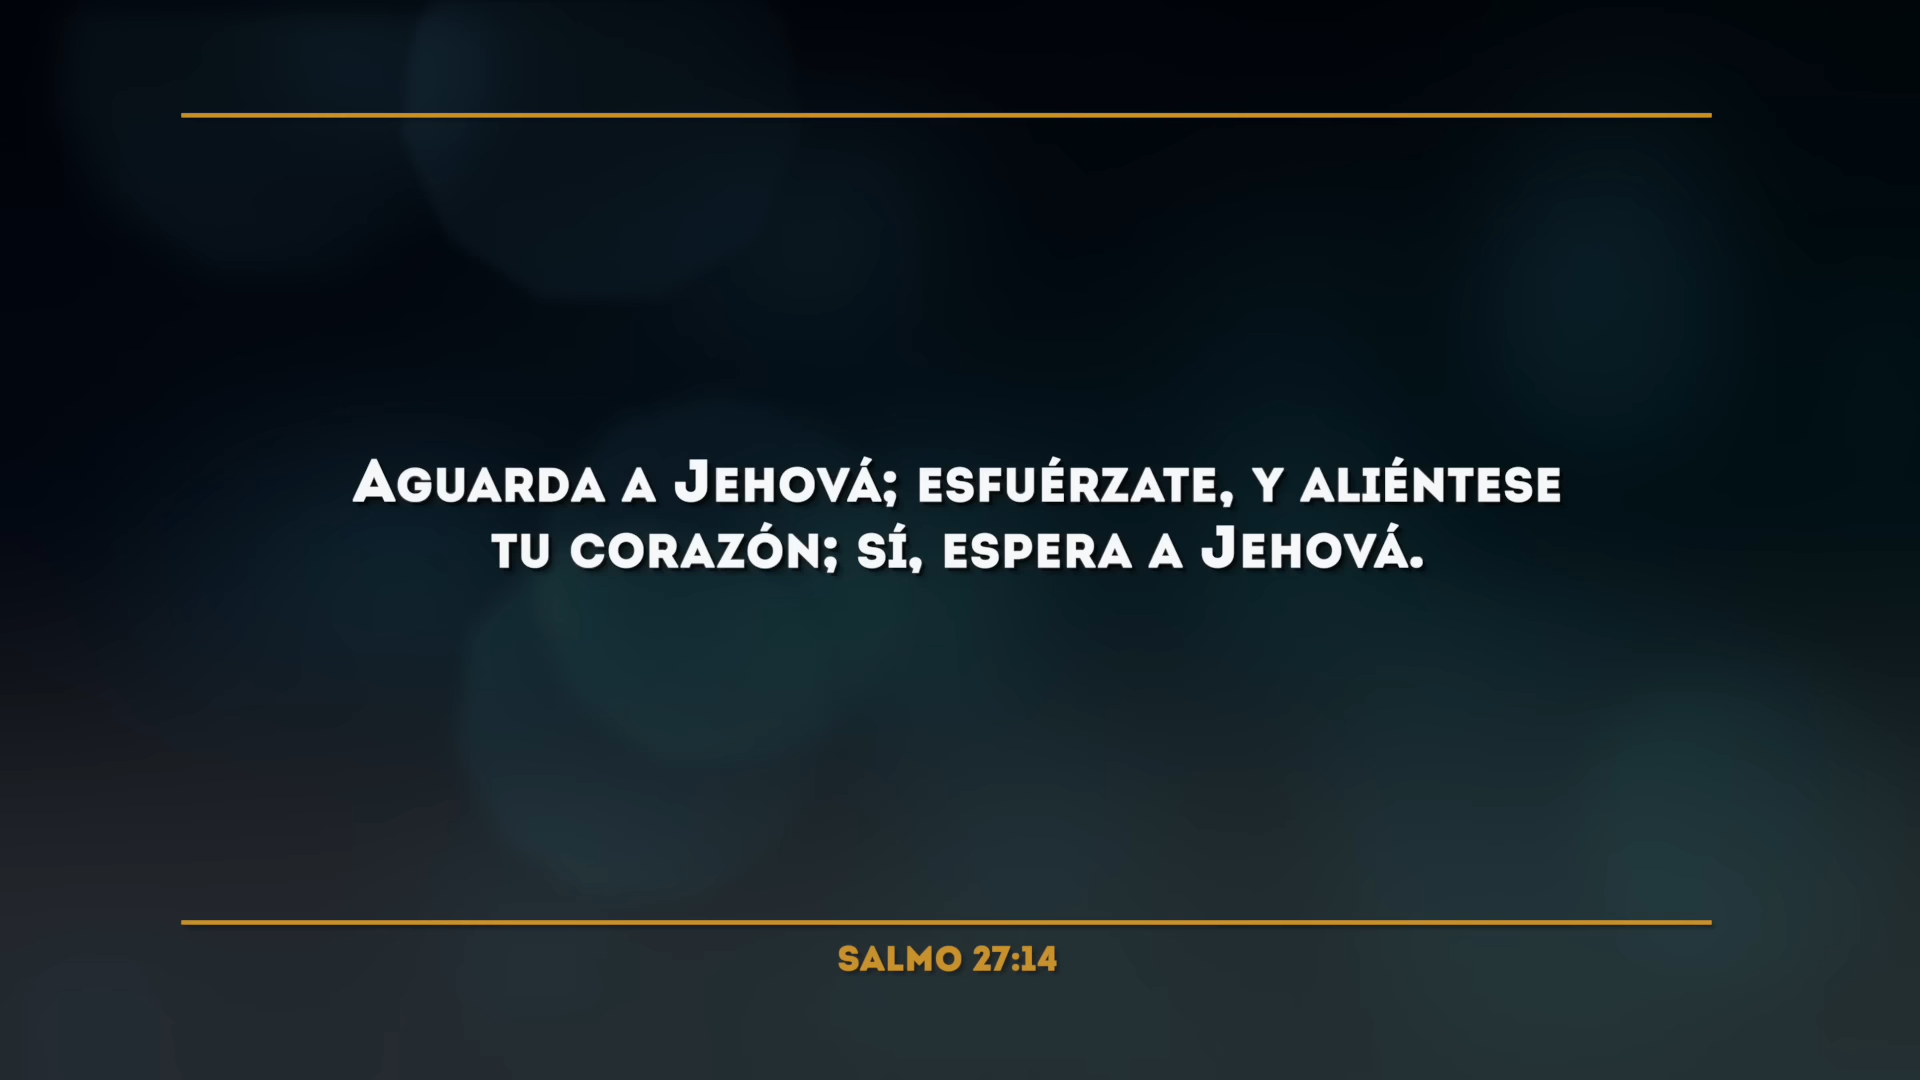 Aguarda a Jehová; esfuérzate, y aliéntese
tu corazón; sí, espera a Jehová.
SALMO 27:14